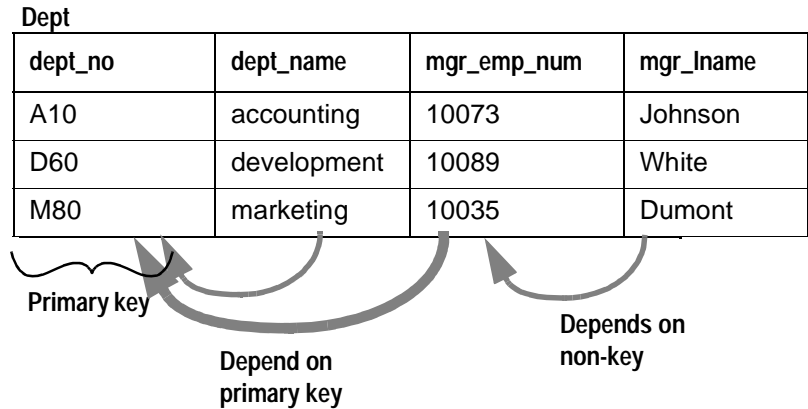 Dept
dept_no dept_name mgr_emp_num mgr_lname
A10 accounting 10073 Johnson
D60 development 10089 White
M80 marketing 10035 Dumont
Primary key
Depend on
primary key
Depends on
non-key